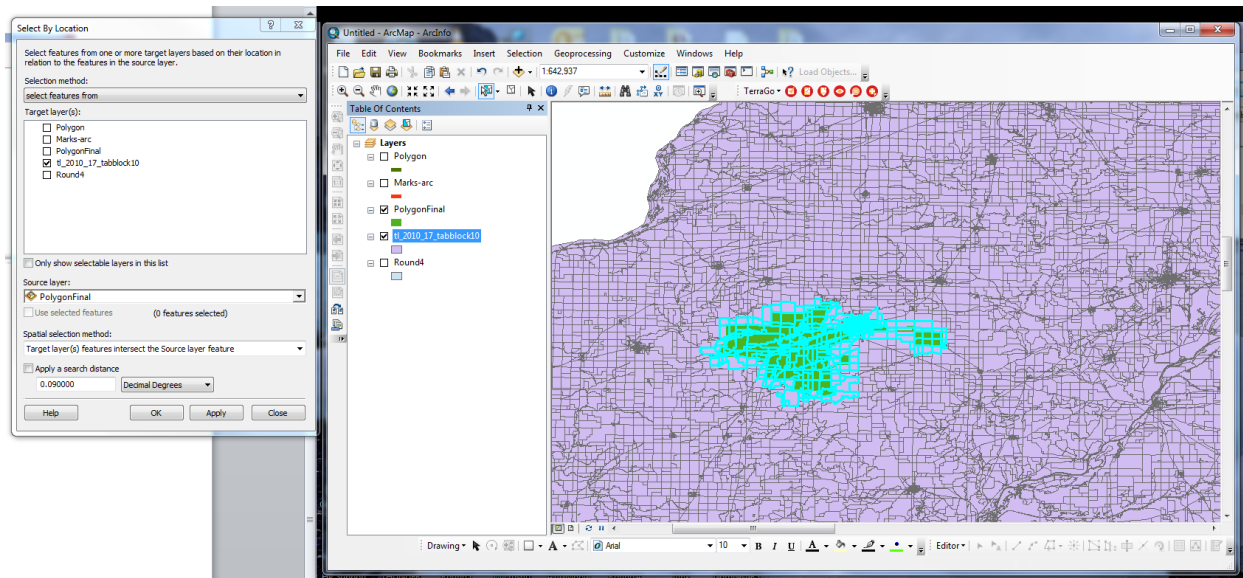 Select By Location
Select features from one or more target layers based on their location in
relation to the features in the source layer.
Selection method:
select features from
Target layer(s):
Polygon
Marks-arc
PolygonFinal
tl_2010_17_tabblock10
Round4
Only show selectable layers in this list
Source layer:
PolygonFinal
Use selected features (0 features selected)
Spatial selection method:
Target layer(s) features intersect the Source layer feature
Apply a search distance
0.090000 Decimal Degrees
Help OK Apply Close
Untitled - ArcMap - ArcInfo
File Edit View Bookmarks Insert Selection Geoprocessing Customize Windows Help
1:642,937 Load Objects...
TerraGo
Table Of Contents
Layers
Polygon
Marks-arc
PolygonFinal
tl_2010_17_tabblock10
Round4
Drawing A Arial 10 B I U A Editor